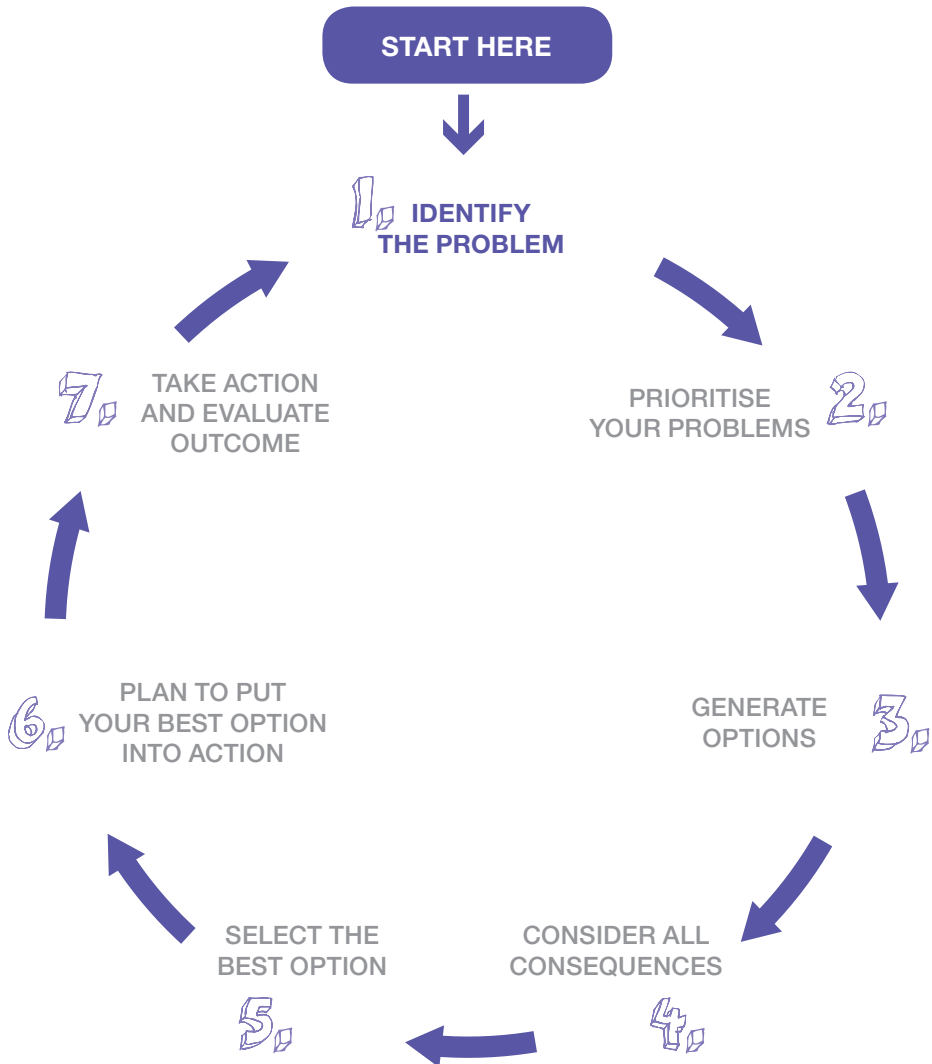 START HERE
1. IDENTIFY
THE PROBLEM
PRIORITISE
YOUR PROBLEMS
2.
GENERATE
OPTIONS
3.
CONSIDER ALL
CONSEQUENCES
4.
SELECT THE
BEST OPTION
5.
6.
PLAN TO PUT
YOUR BEST OPTION
INTO ACTION
7.
TAKE ACTION
AND EVALUATE
OUTCOME